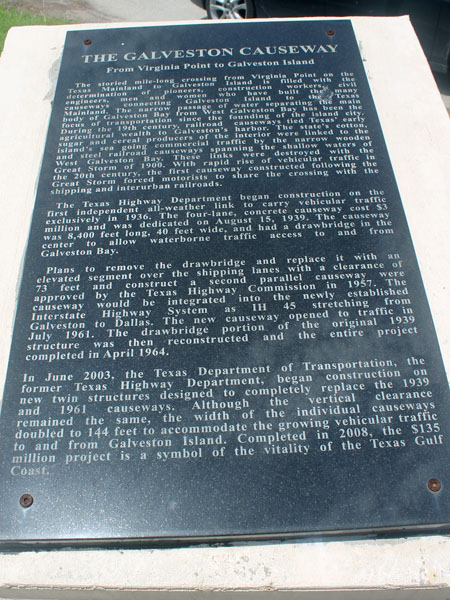 THE GALVESTON CAUSEWAY
From Virginia Point to Galveston Island
The storied mile-long crossing from Virginia Point on the
Texas Mainland to Galveston Island is filled with the
determination of pioneers, construction workers, civil
engineers, men and women who have built the many
causeways connecting Galveston Island to the Texas
Mainland. The narrow passage of water separating the main
body of Galveston Bay from West Galveston Bay has been the
focus of transportation since the founding of the island city.
During the 19th century, railroad causeways tied Texas' early
agricultural wealth to Galveston's harbor. The state's cotton,
sugar and cereal products of the interior were linked to the
island's sea going commercial traffic by the narrow wooden
and steel railroad causeways spanning the shallow waters of
West Galveston Bay. These links were destroyed with the
Great Storm of 1900. With rapid rise of vehicular traffic in
the 20th century, the first causeway constructed following the
Great Storm forced motorists to share the crossing with the
shipping and interurban railroads.
The Texas Highway Department began construction on the
first independent all-weather link to carry vehicular traffic
exclusively in 1936. The four-lane, concrete causeway cost $3
million and was dedicated on August 15, 1939. The causeway
was 8,400 feet long, 40 feet wide, and had a drawbridge in the
center to allow waterborne traffic access to and from
Galveston Bay.
Plans to remove the drawbridge and replace it with an
elevated segment over the shipping lanes with a clearance of
73 feet and construct a second parallel causeway were
approved by the Texas Highway Commission in 1957. The
causeway would be integrated into the newly established
Interstate Highway System as IH 45 stretching from
Galveston to Dallas. The new causeway opened to traffic in
July 1961. The drawbridge portion of the original 1939
structure was then reconstructed and the entire project
completed in April 1964.
In June 2003, the Texas Department of Transportation, the
former Texas Highway Department, began construction on
new twin structures designed to completely replace the 1939
and 1961 causeways. Although the vertical clearance
remained the same, the width of the individual causeways
doubled to 144 feet to accommodate the growing vehicular traffic
to and from Galveston Island. Completed in 2008, the $135
million project is a symbol of the vitality of the Texas Gulf
Coast.